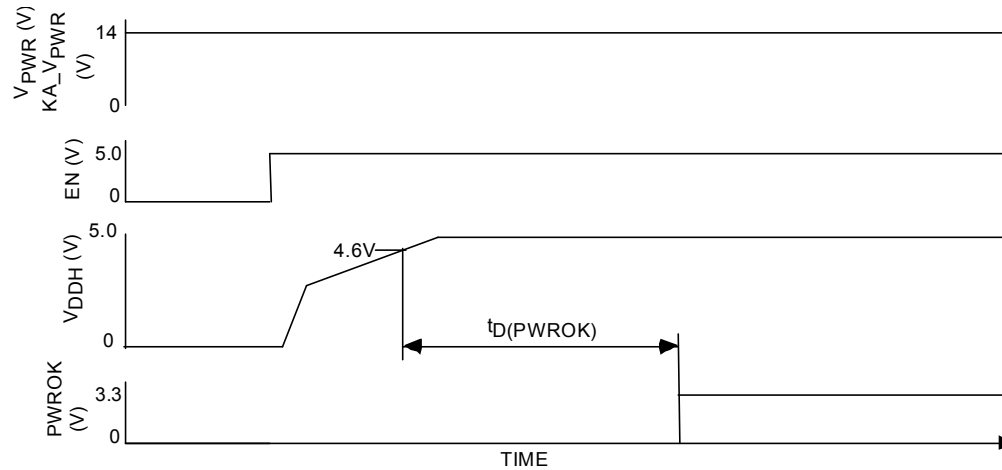 V_PWR (V)
KA_V_PWR
(V)
14
0
EN (V)
5.0
0
V_DDH (V)
5.0
4.6V
0
t_D(PWROK)
PWROK
(V)
3.3
0
TIME